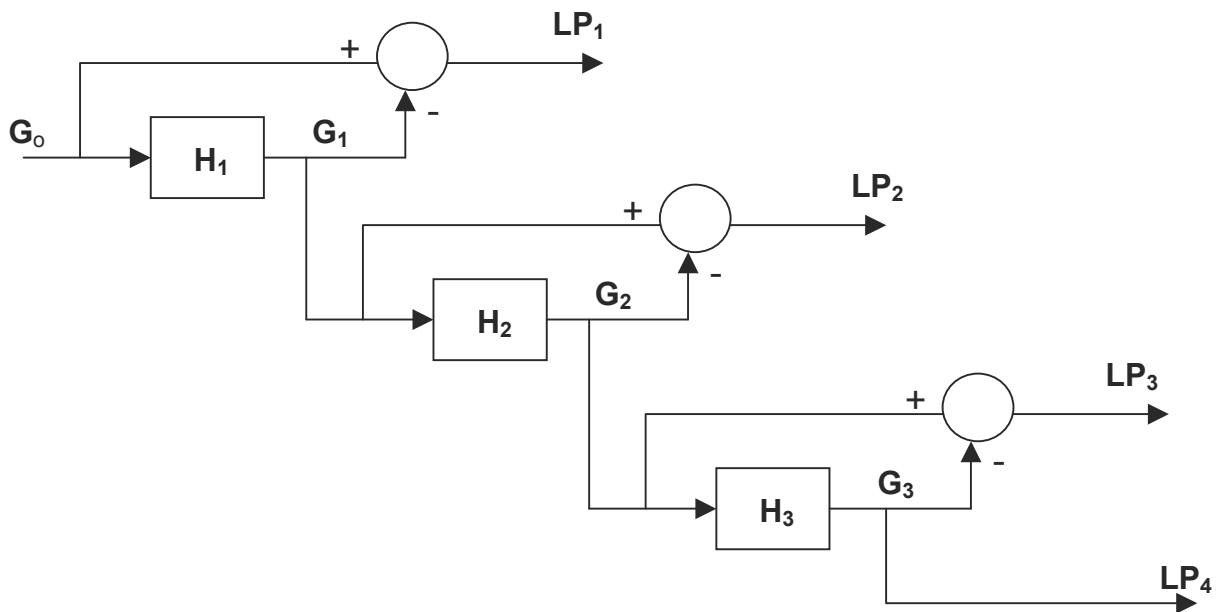 LP₁
+
-
G₀
H₁
G₁
LP₂
+
-
H₂
G₂
LP₃
+
-
H₃
G₃
LP₄